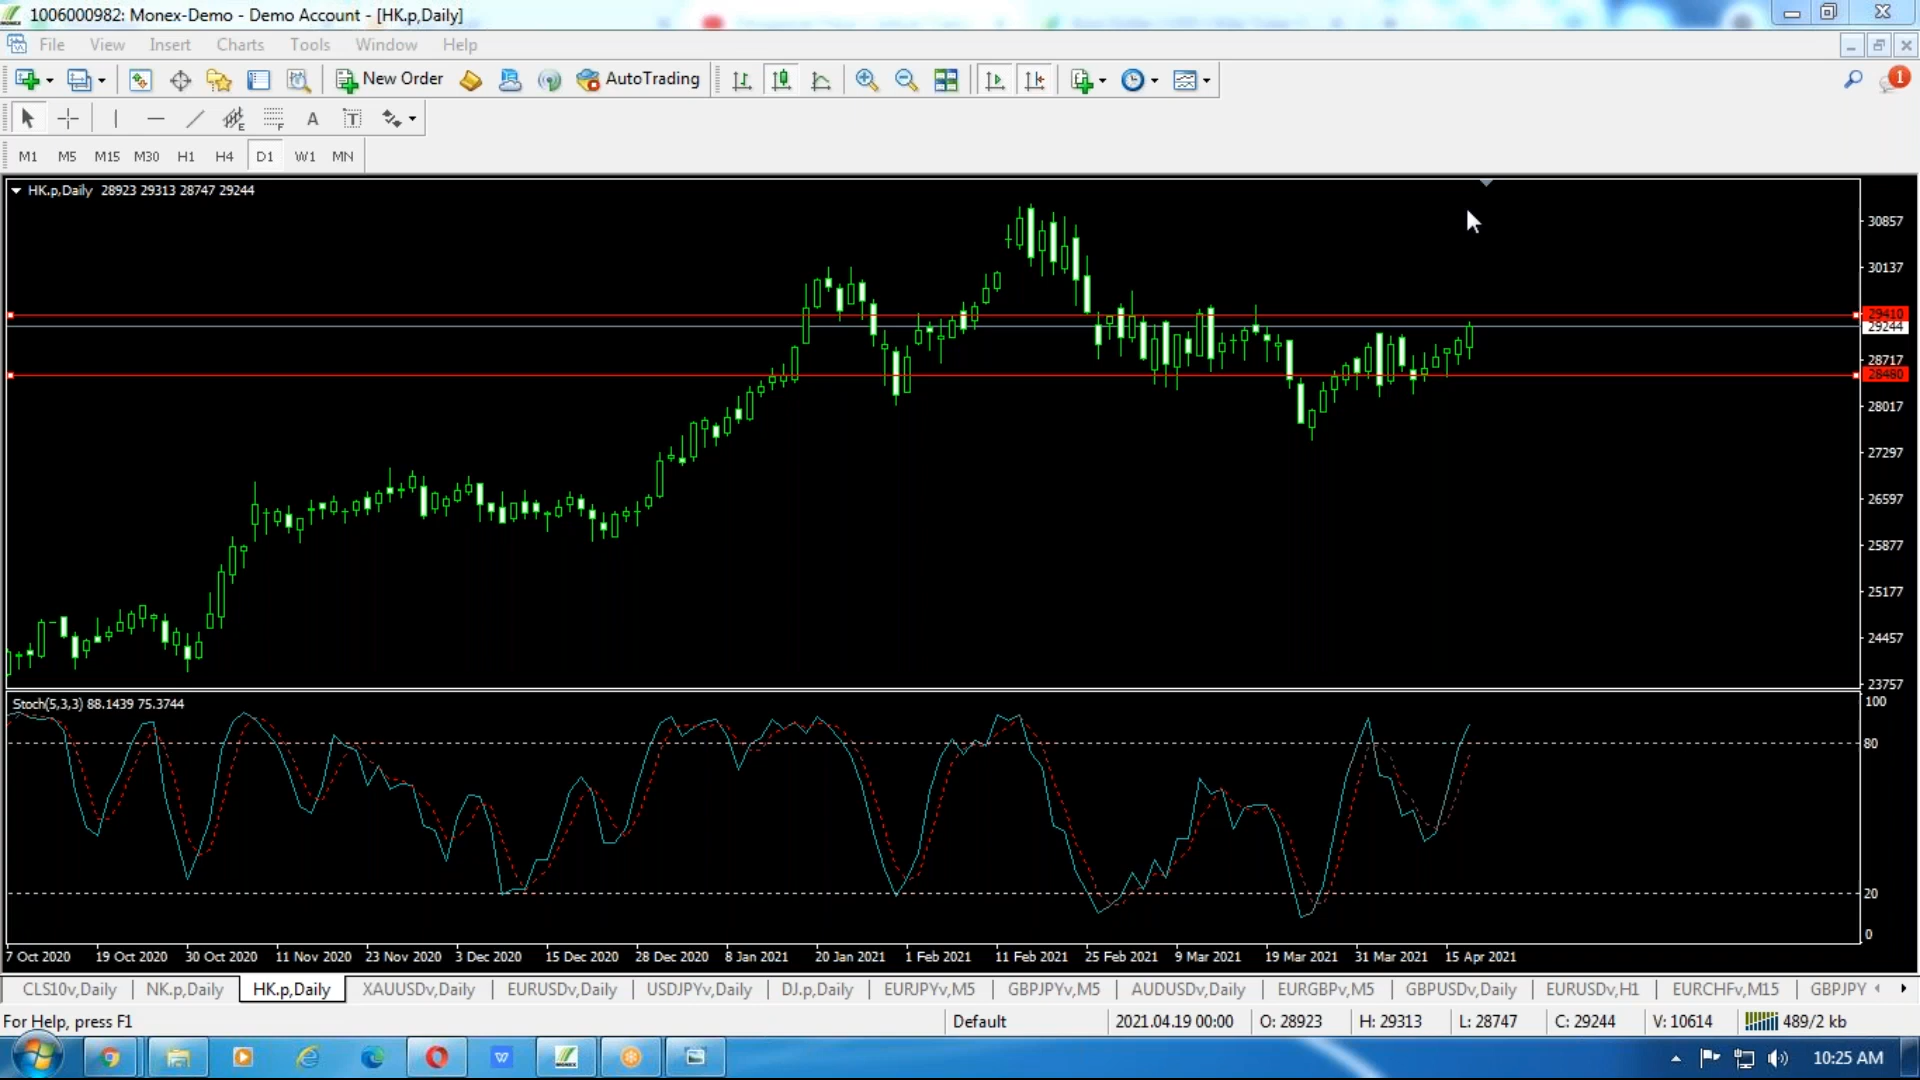 1006000982: Monex-Demo - Demo Account - [HK.p,Daily]
File View Insert Charts Tools Window Help
New Order AutoTrading 1
E F A T
M1 M5 M15 M30 H1 H4 D1 W1 MN
HK.p,Daily 28923 29313 28747 29244
30857
30137
29410
29244
28717
28480
28017
27297
26597
25877
25177
24457
23757
Stoch(5,3,3) 88.1439 75.3744
100
80
20
0
7 Oct 2020 19 Oct 2020 30 Oct 2020 11 Nov 2020 23 Nov 2020 3 Dec 2020 15 Dec 2020 28 Dec 2020 8 Jan 2021 20 Jan 2021 1 Feb 2021 11 Feb 2021 25 Feb 2021 9 Mar 2021 19 Mar 2021 31 Mar 2021 15 Apr 2021
CLS10v,Daily NK.p,Daily HK.p,Daily XAUUSDv,Daily EURUSDv,Daily USDJPYv,Daily DJ.p,Daily EURJPYv,M5 GBPJPYv,M5 AUDUSDv,Daily EURGBPv,M5 GBPUSDv,Daily EURUSDv,H1 EURCHFv,M15 GBPJPY
For Help, press F1 Default 2021.04.19 00:00 O: 28923 H: 29313 L: 28747 C: 29244 V: 10614 489/2 kb
W MONEX 10:25 AM